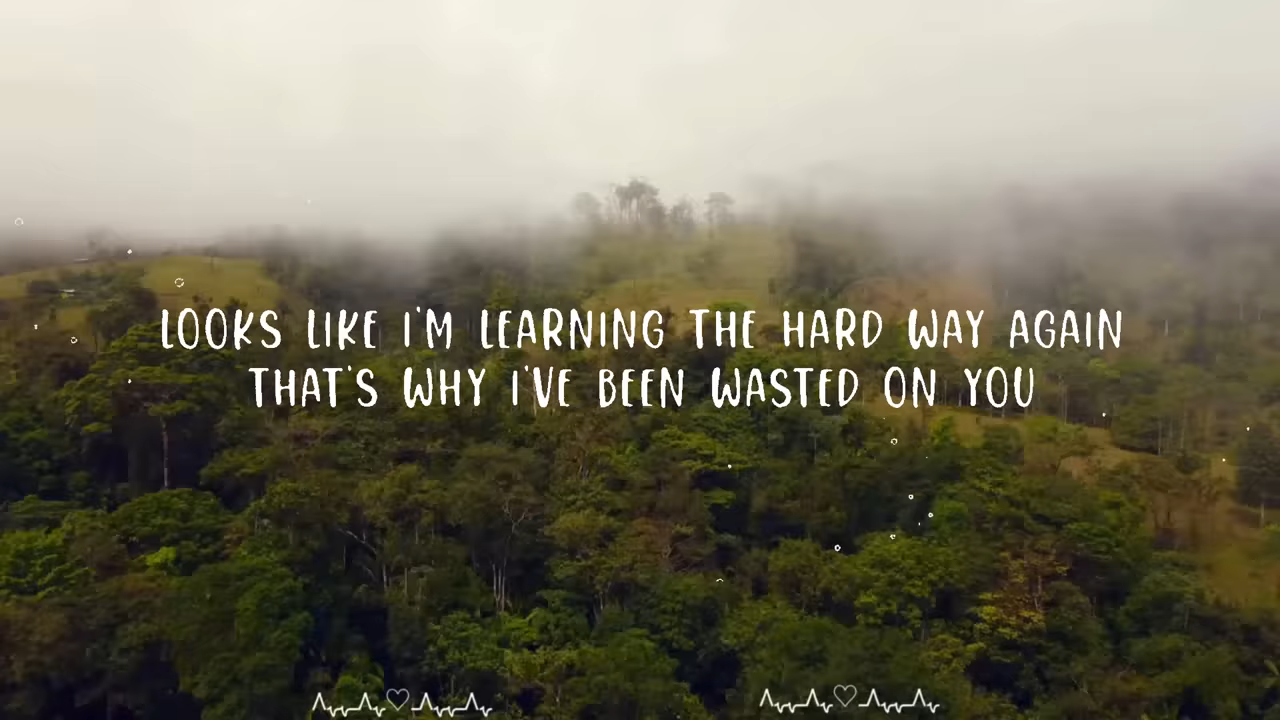 LOOKS LIKE I'M LEARNING THE HARD WAY AGAIN
THAT'S WHY I'VE BEEN WASTED ON YOU